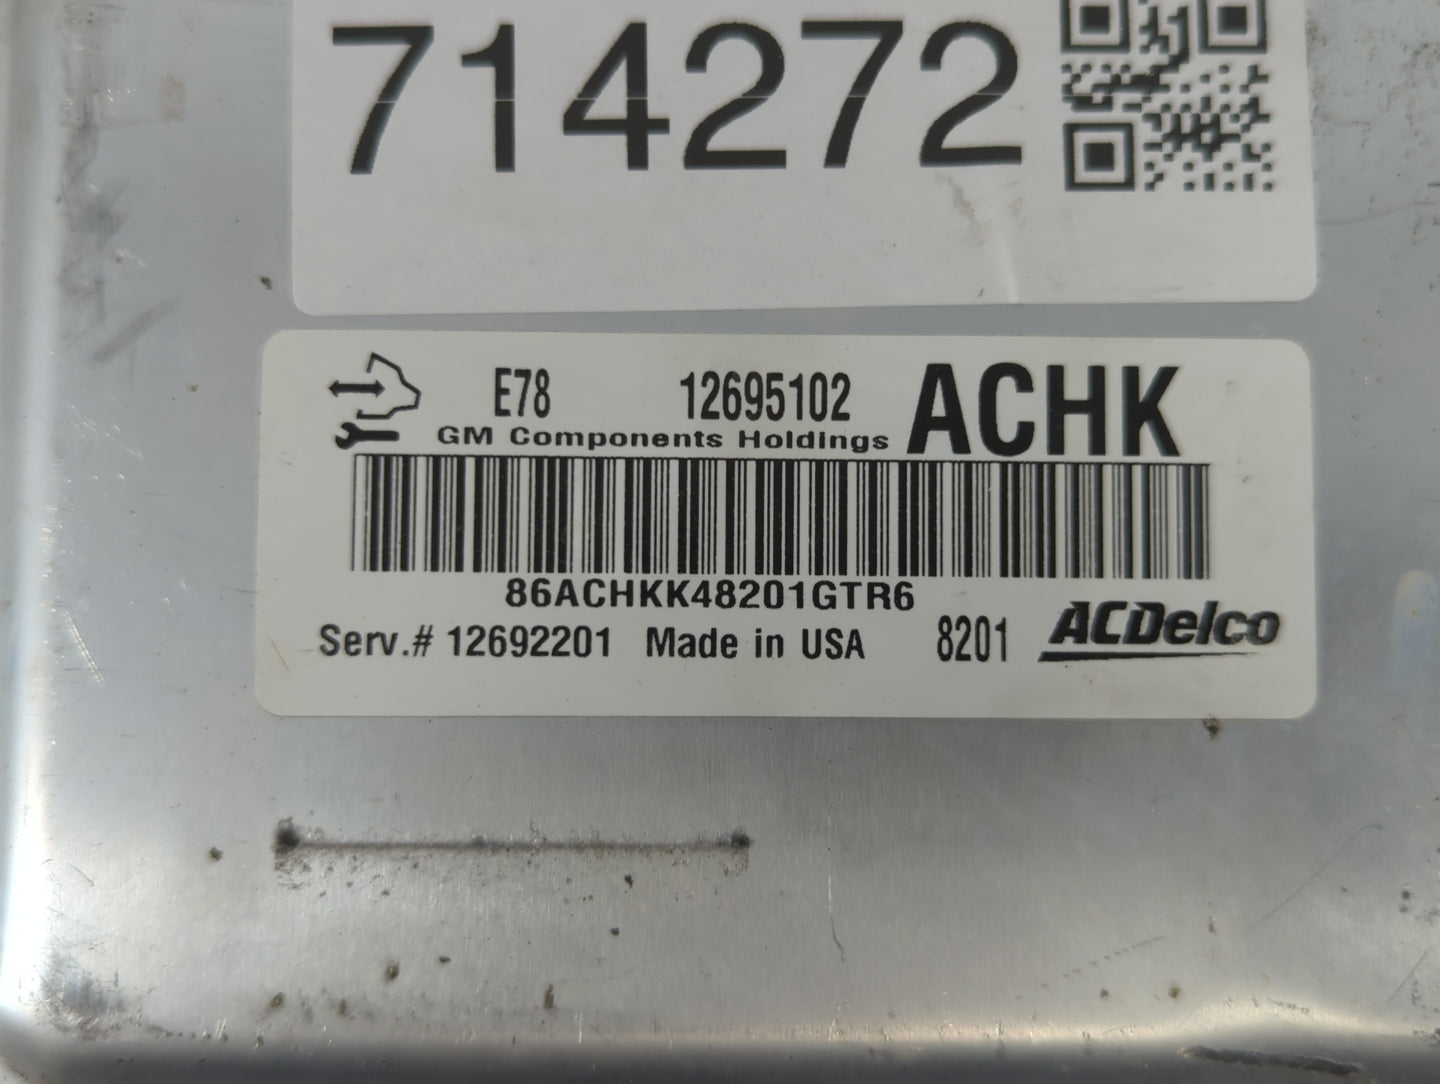 714272
E78 12695102 ACHK
GM Components Holdings
86ACHKK48201GTR6
Serv.# 12692201 Made in USA 8201 ACDelco